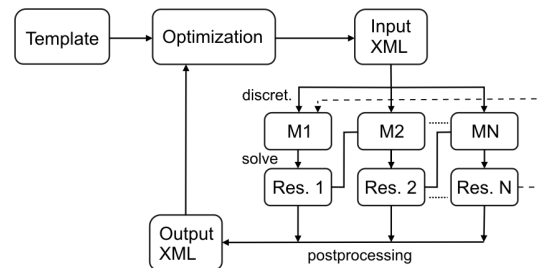 Template
Optimization
Input
XML
discret.
M1
M2
MN
solve
Res. 1
Res. 2
Res. N
Output
XML
postprocessing